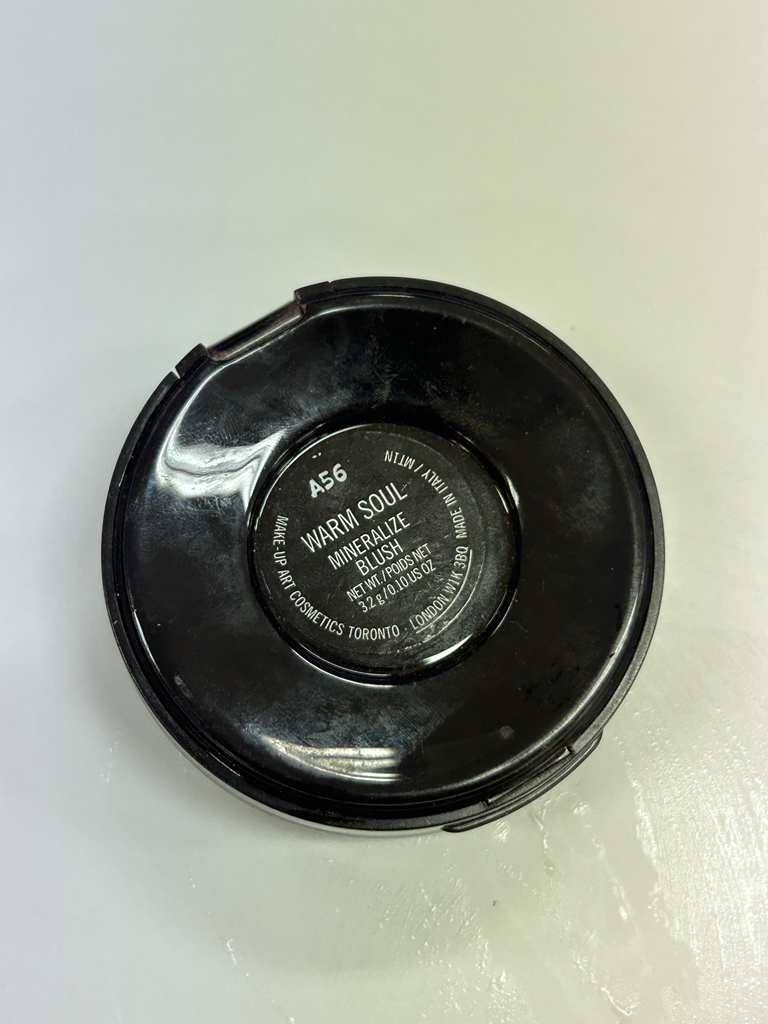 A56
WARM SOUL
MINERALIZE
BLUSH
NET WT./POIDS NET
3.2 g/0.10 US OZ
MAKE-UP ART COSMETICS TORONTO · LONDON W1K 3BQ MADE IN ITALY / MTIN